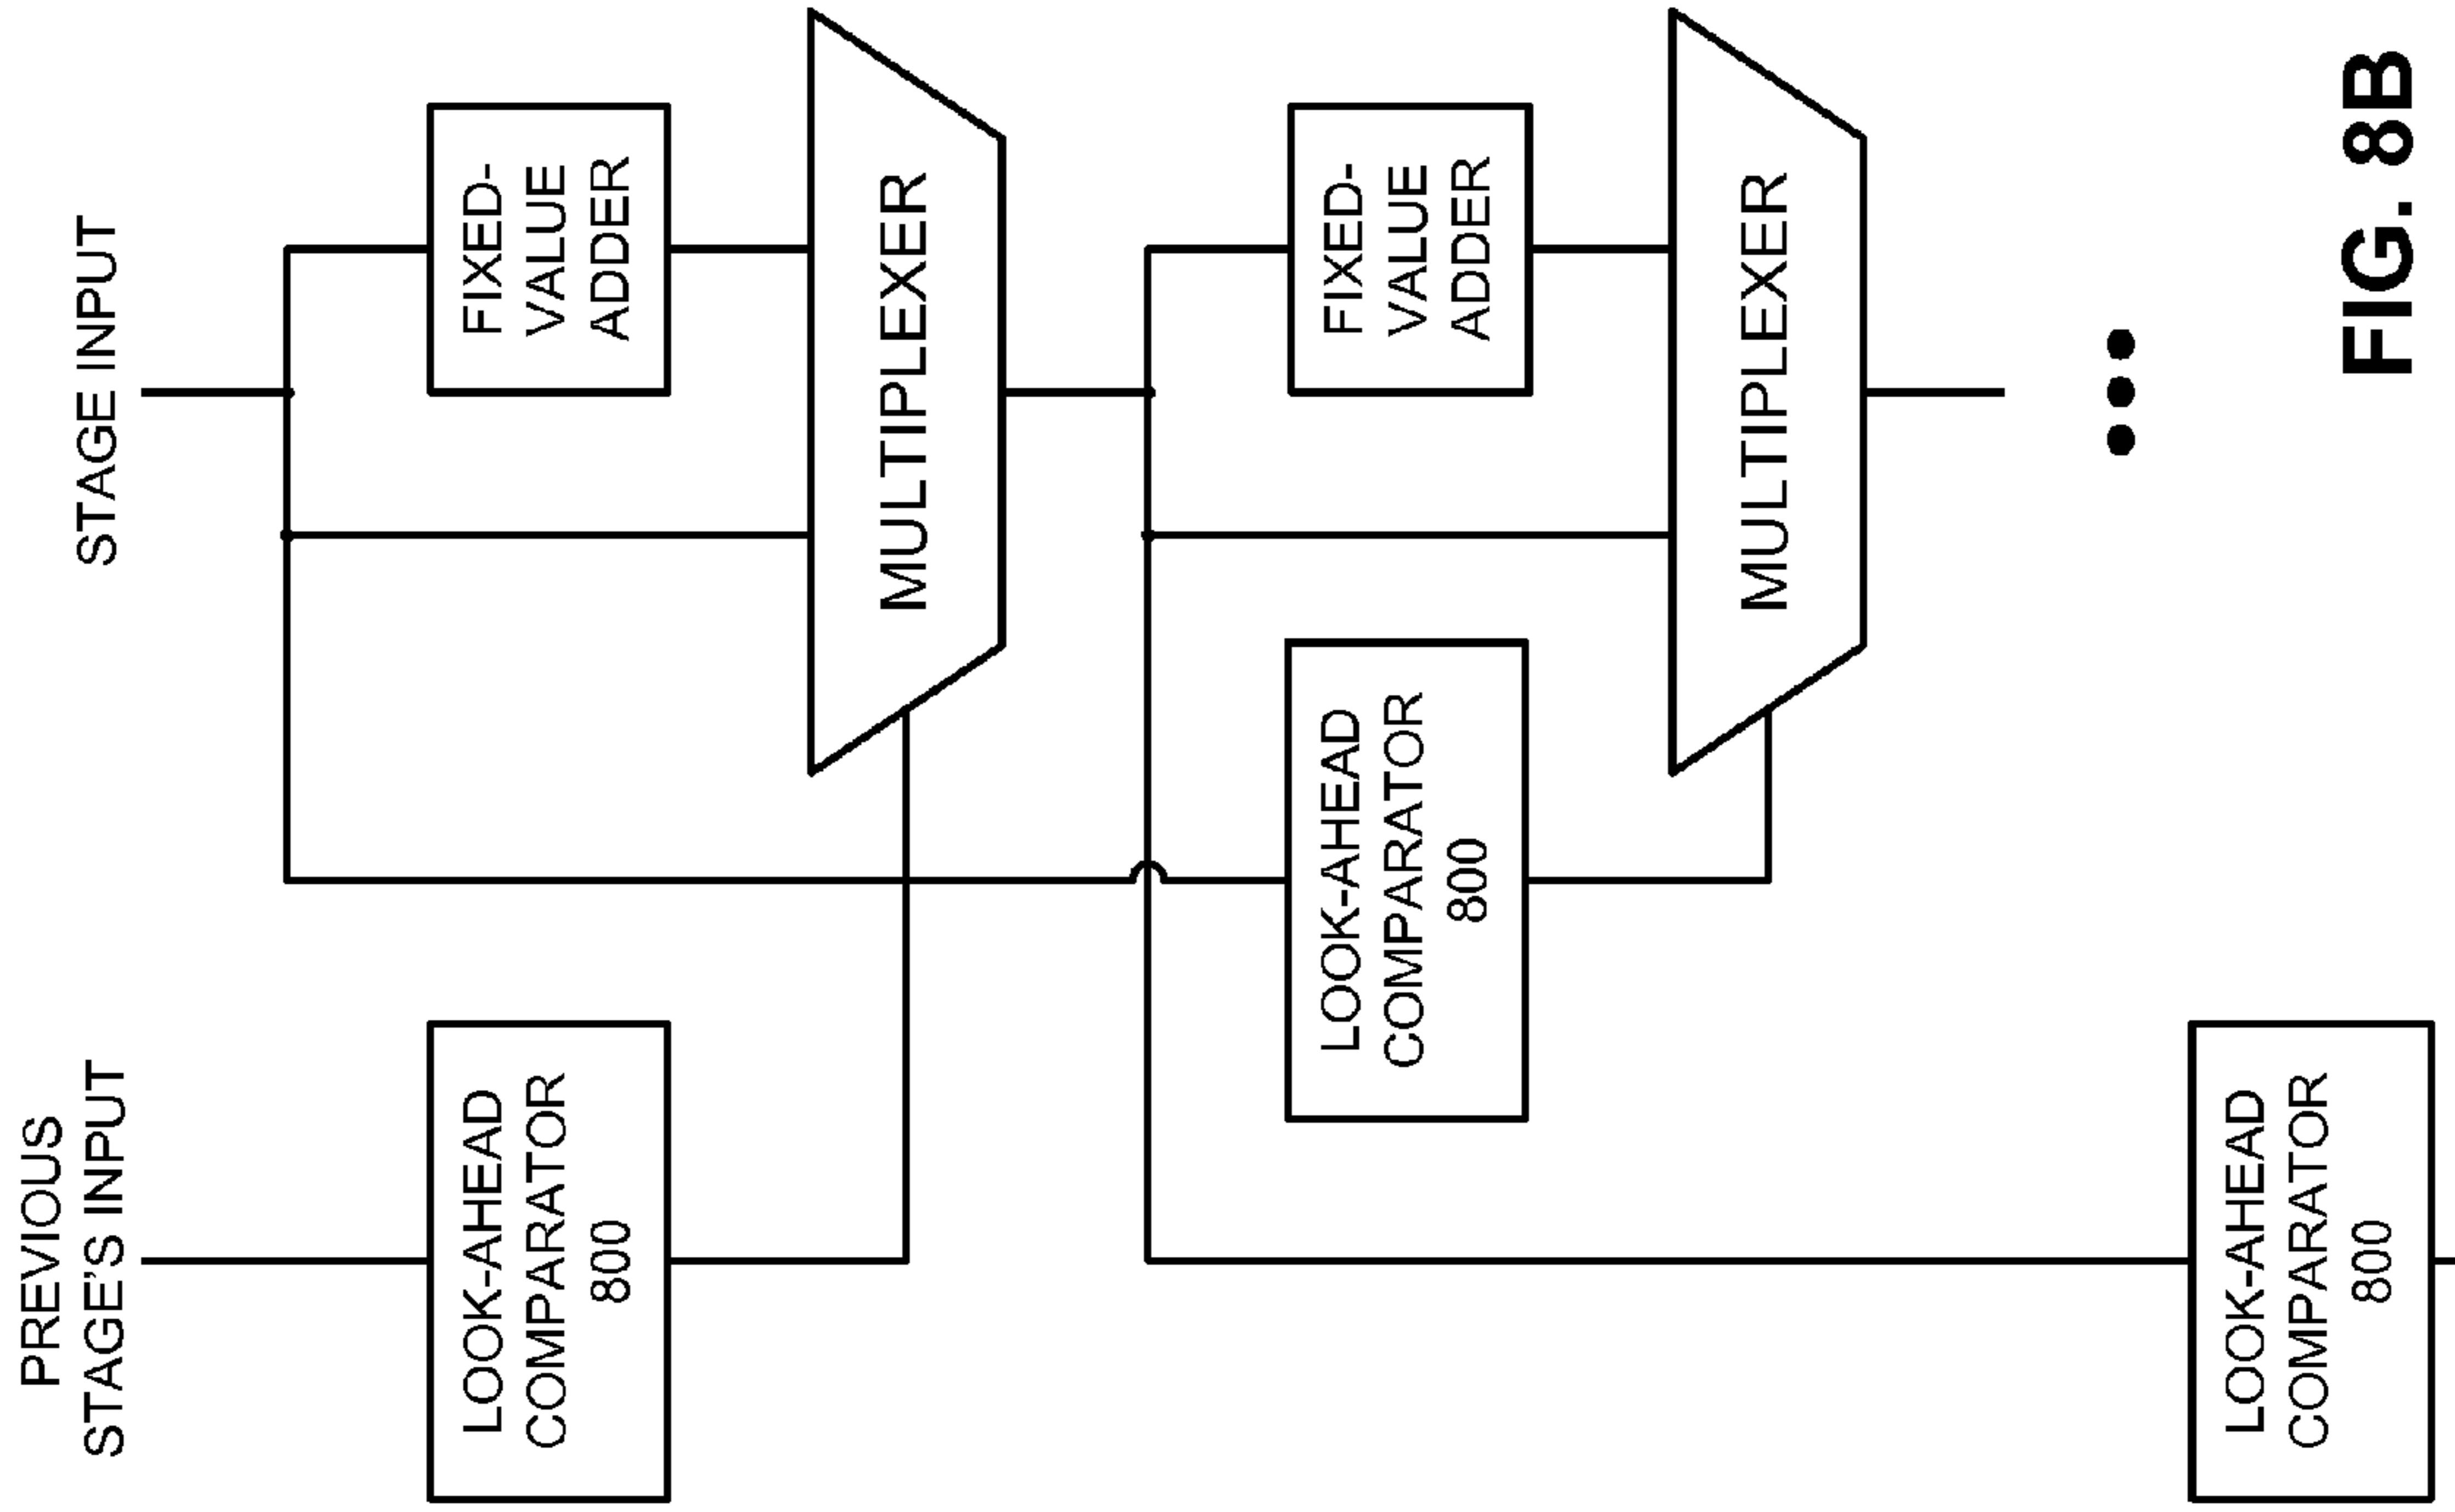 PREVIOUS
STAGE'S INPUT
STAGE INPUT
LOOK-AHEAD
COMPARATOR
800
FIXED-
VALUE
ADDER
MULTIPLEXER
LOOK-AHEAD
COMPARATOR
800
FIXED-
VALUE
ADDER
MULTIPLEXER
LOOK-AHEAD
COMPARATOR
800
FIG. 8B